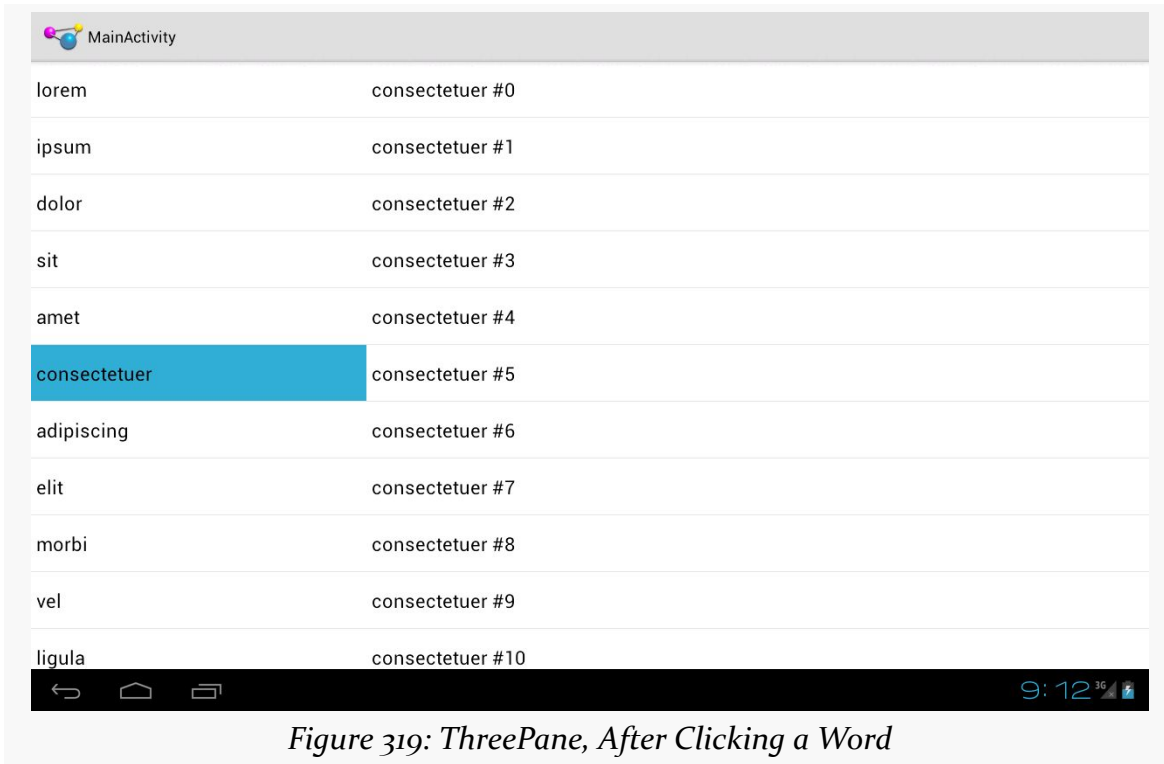 MainActivity
lorem consectetuer #0
ipsum consectetuer #1
dolor consectetuer #2
sit consectetuer #3
amet consectetuer #4
consectetuer consectetuer #5
adipiscing consectetuer #6
elit consectetuer #7
morbi consectetuer #8
vel consectetuer #9
ligula consectetuer #10
9:12 3G
Figure 319: ThreePane, After Clicking a Word